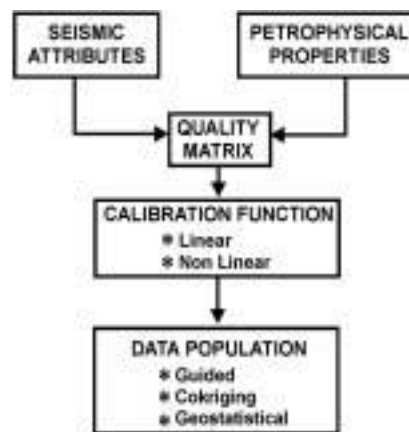 SEISMIC
ATTRIBUTES
PETROPHYSICAL
PROPERTIES
QUALITY
MATRIX
CALIBRATION FUNCTION
* Linear
* Non Linear
DATA POPULATION
* Guided
* Cokriging
* Geostatistical